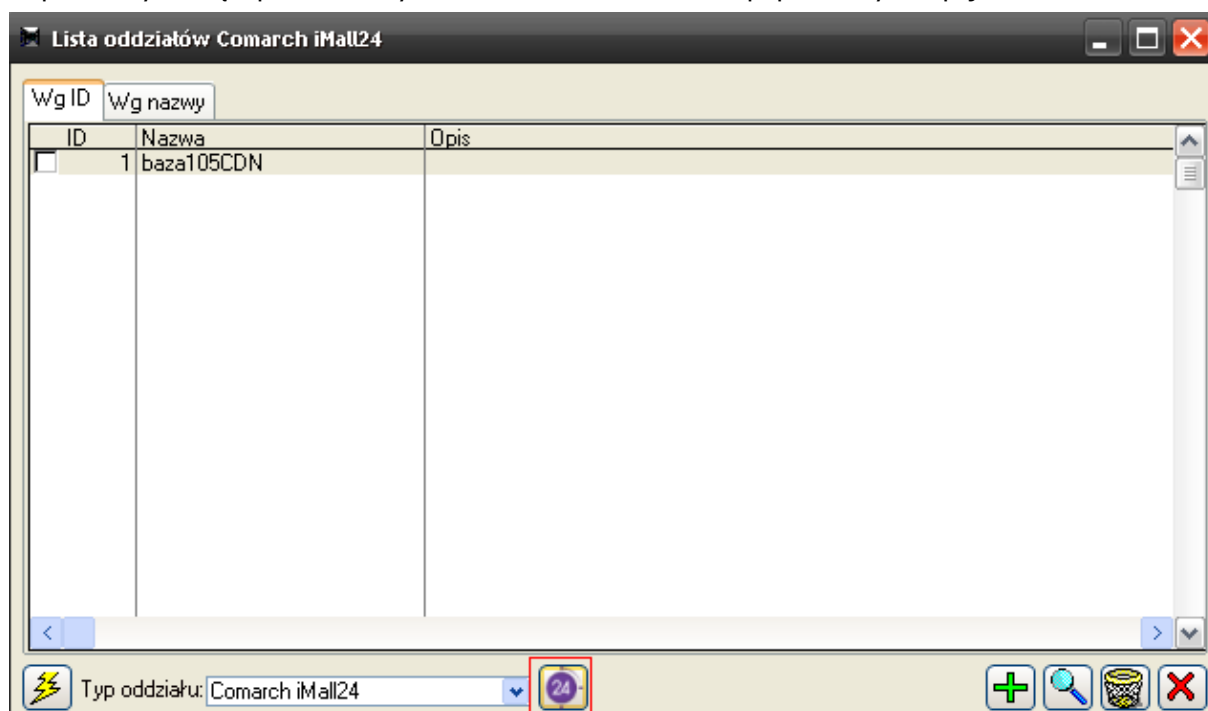 Lista oddziałów Comarch iMall24
Wg ID Wg nazwy
ID Nazwa Opis
1 baza105CDN
Typ oddziału: Comarch iMall24 24